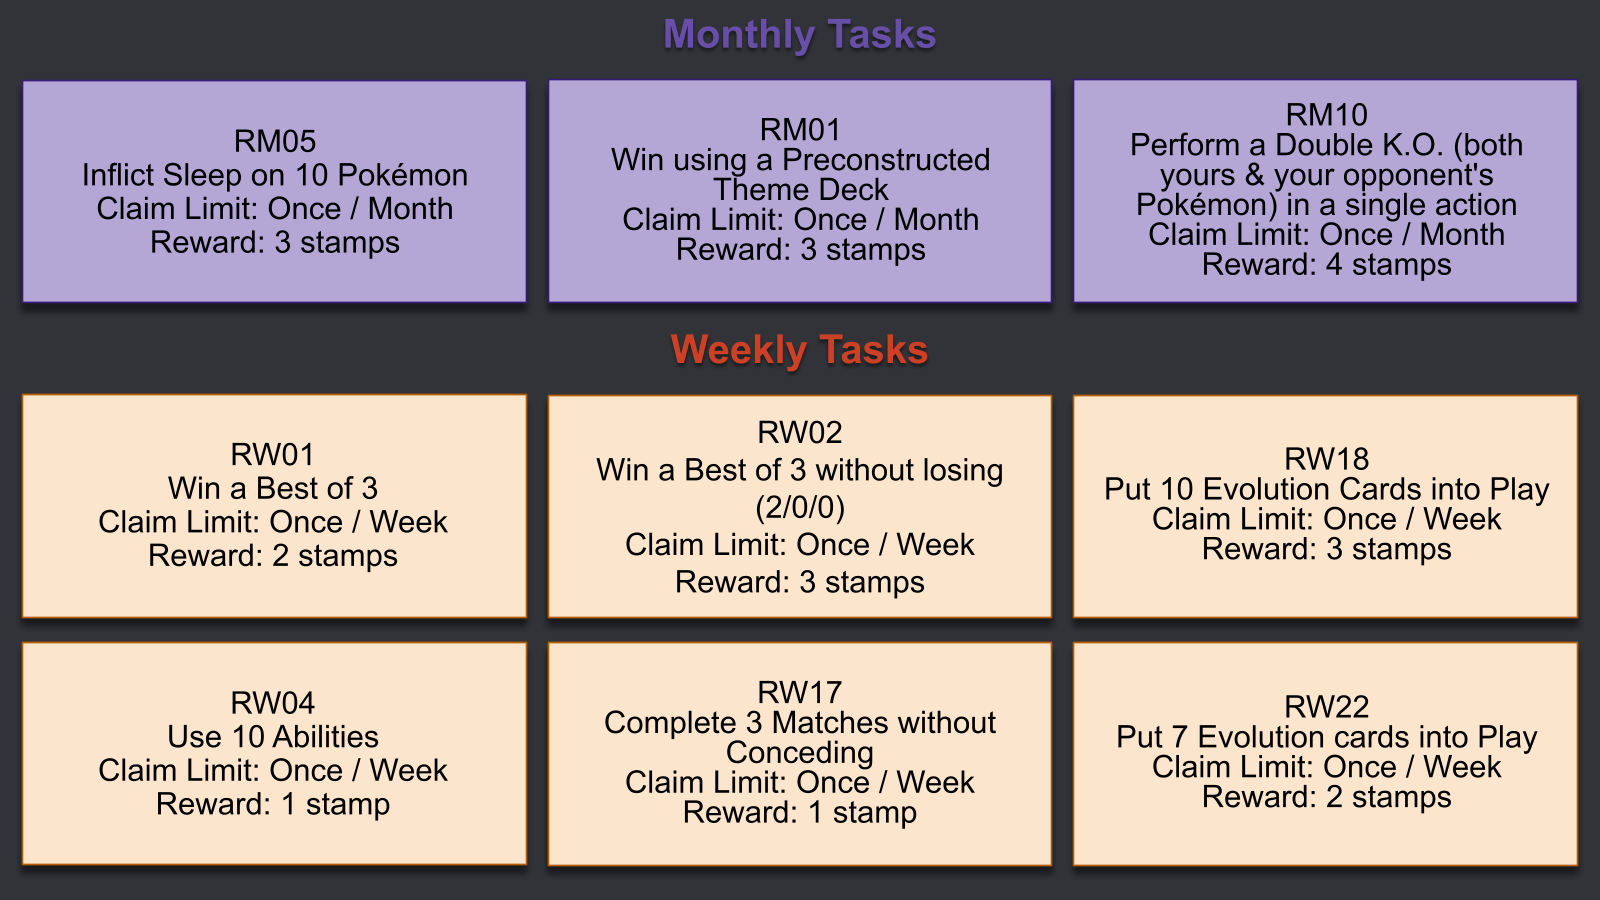 Monthly Tasks
RM05
Inflict Sleep on 10 Pokémon
Claim Limit: Once / Month
Reward: 3 stamps
RM01
Win using a Preconstructed
Theme Deck
Claim Limit: Once / Month
Reward: 3 stamps
RM10
Perform a Double K.O. (both
yours & your opponent's
Pokémon) in a single action
Claim Limit: Once / Month
Reward: 4 stamps
Weekly Tasks
RW01
Win a Best of 3
Claim Limit: Once / Week
Reward: 2 stamps
RW02
Win a Best of 3 without losing
(2/0/0)
Claim Limit: Once / Week
Reward: 3 stamps
RW18
Put 10 Evolution Cards into Play
Claim Limit: Once / Week
Reward: 3 stamps
RW04
Use 10 Abilities
Claim Limit: Once / Week
Reward: 1 stamp
RW17
Complete 3 Matches without
Conceding
Claim Limit: Once / Week
Reward: 1 stamp
RW22
Put 7 Evolution cards into Play
Claim Limit: Once / Week
Reward: 2 stamps